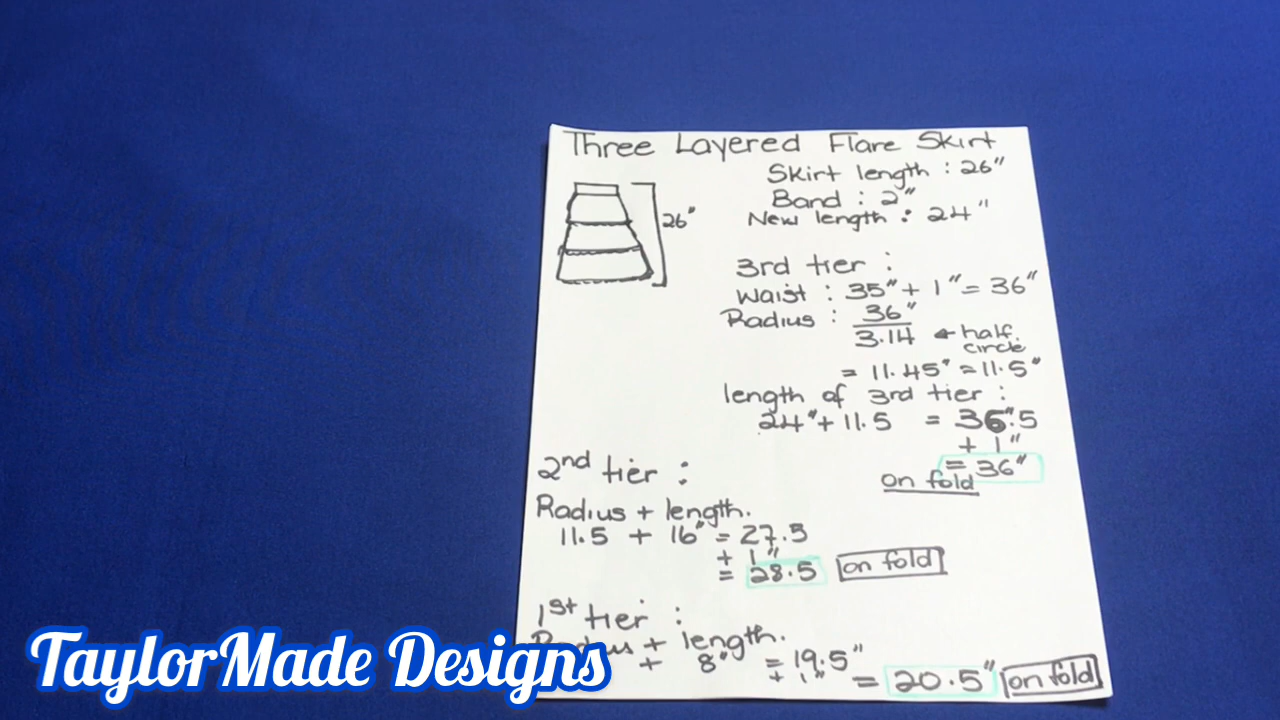 Three Layered Flare Skirt
Skirt length : 26"
Band : 2"
New length : 24"
26"
3rd tier :
Waist : 35" + 1" = 36"
Radius : 36"
3.14 ← half circle
= 11.45" = 11.5"
length of 3rd tier :
24" + 11.5 = 36".5
+ 1"
= 36"
on fold
2nd tier :
Radius + length.
11.5 + 16" = 27.5
+ 1"
= 28.5 on fold
1st tier :
Radius + length.
+ 8" = 19.5"
+ 1" = 20.5" on fold
TaylorMade Designs